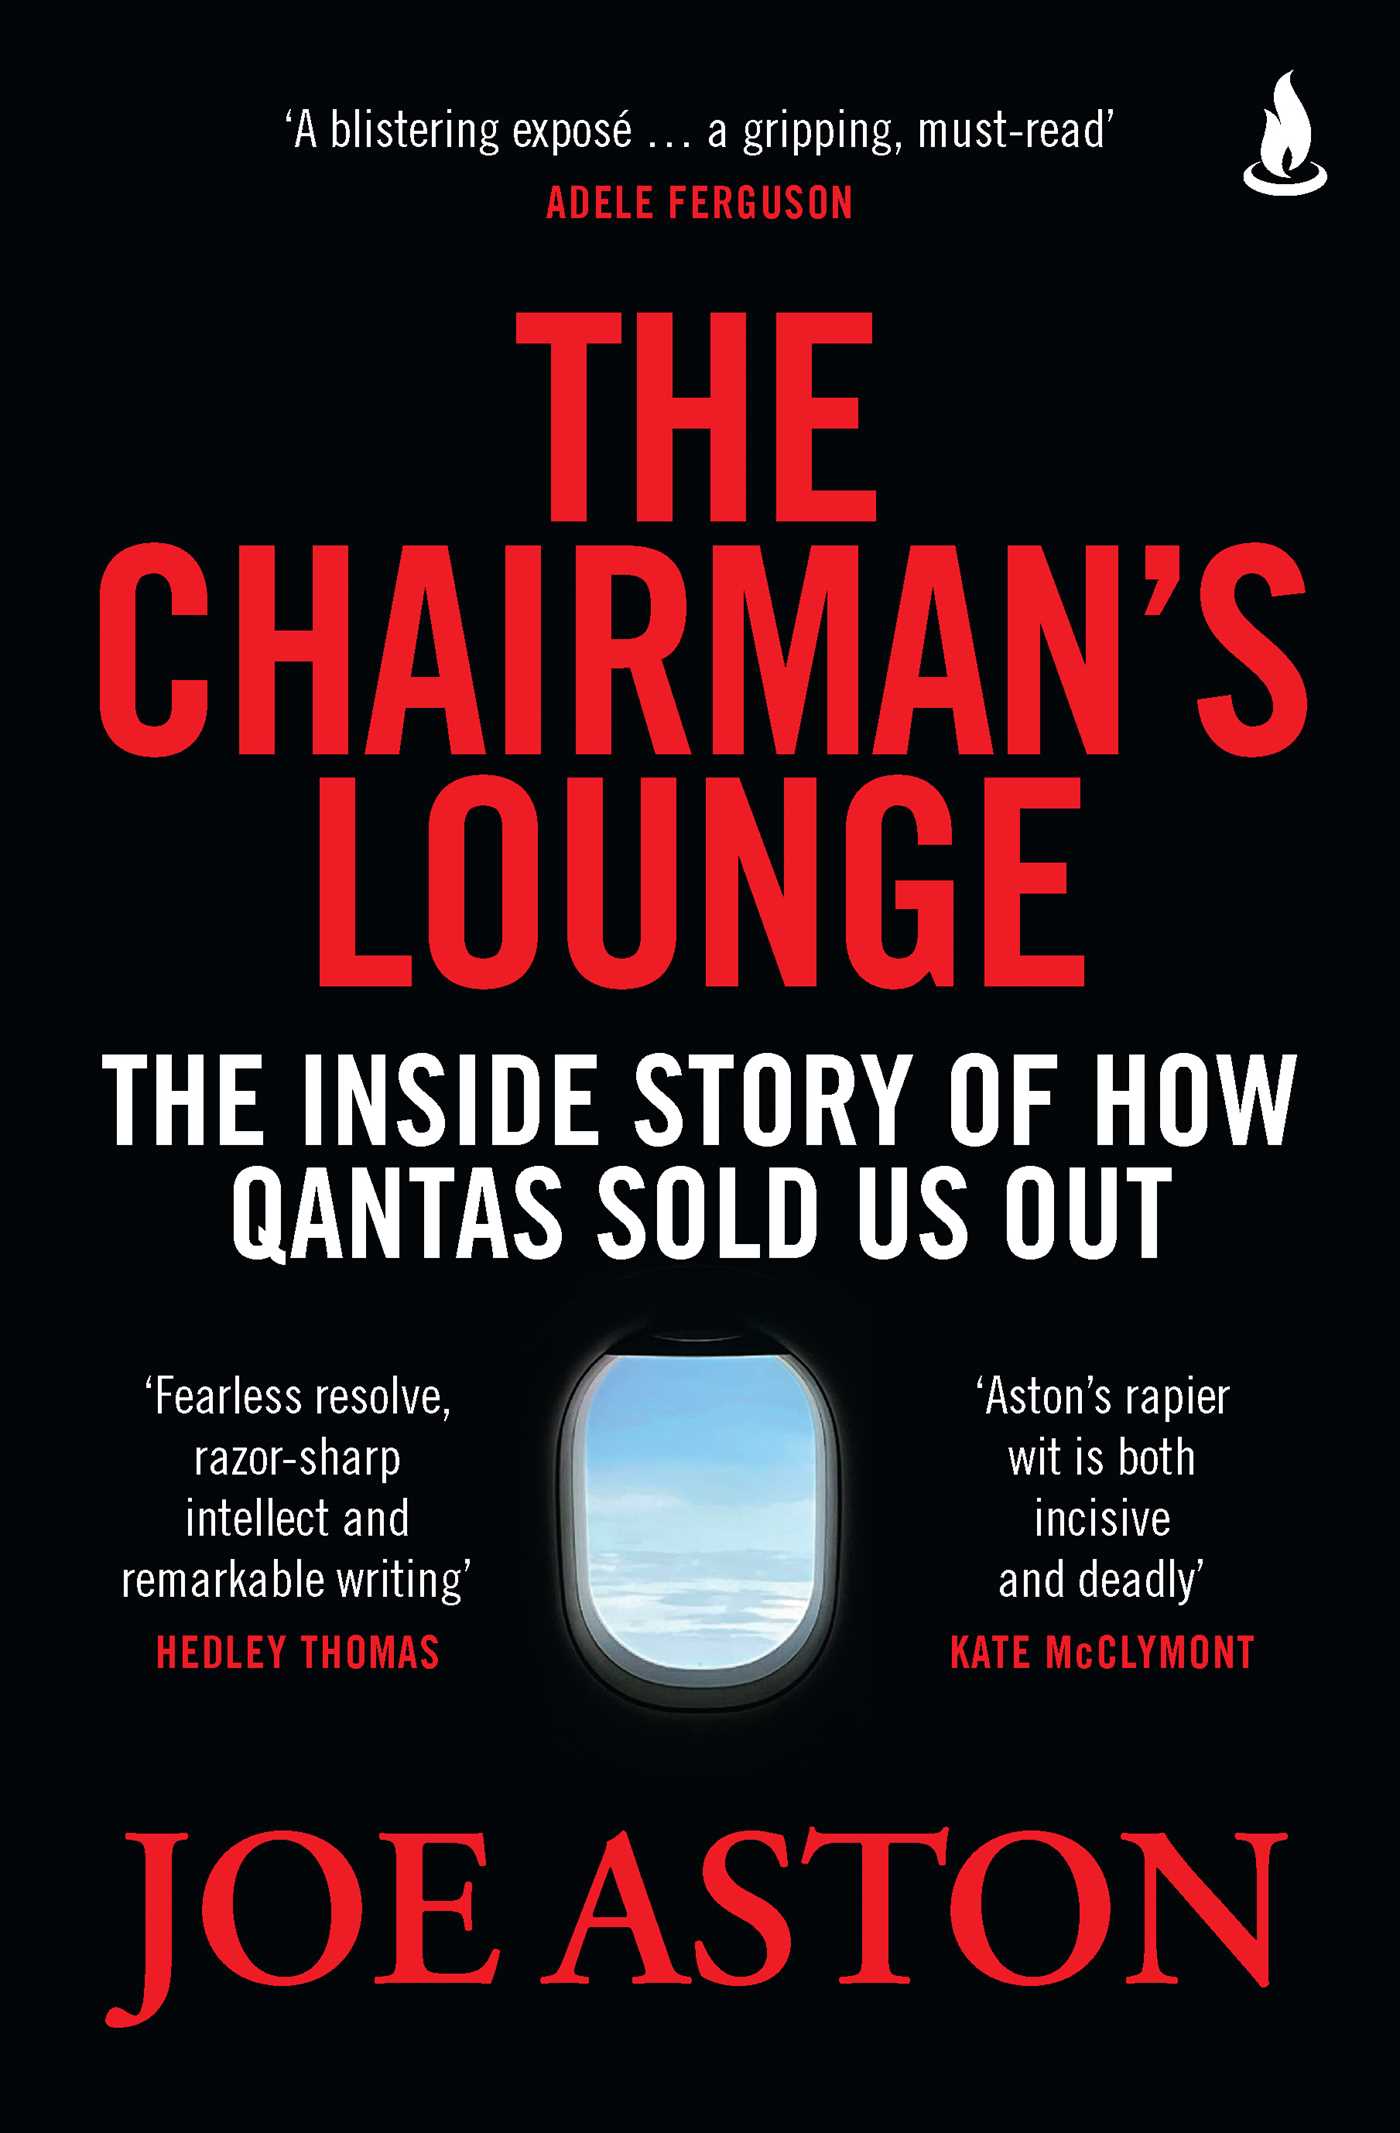 ‘A blistering exposé … a gripping, must-read’
ADELE FERGUSON
THE
CHAIRMAN’S
LOUNGE
THE INSIDE STORY OF HOW
QANTAS SOLD US OUT
‘Fearless resolve,
razor-sharp
intellect and
remarkable writing’
HEDLEY THOMAS
‘Aston’s rapier
wit is both
incisive
and deadly’
KATE McCLYMONT
JOE ASTON